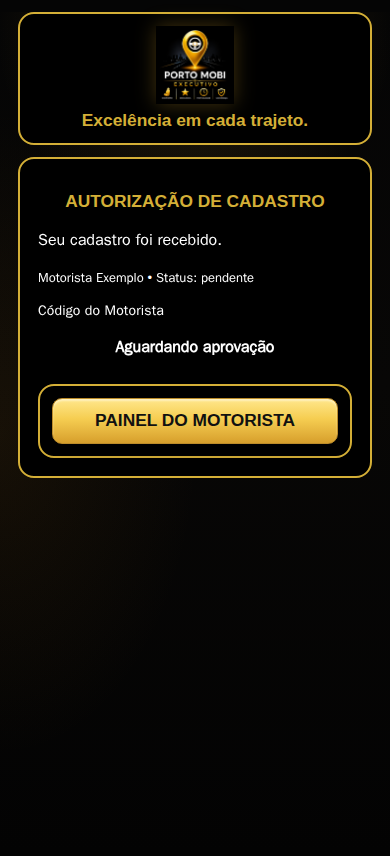 PORTO MOBI
EXECUTIVO
Excelência em cada trajeto.
AUTORIZAÇÃO DE CADASTRO
Seu cadastro foi recebido.
Motorista Exemplo • Status: pendente
Código do Motorista
Aguardando aprovação
PAINEL DO MOTORISTA